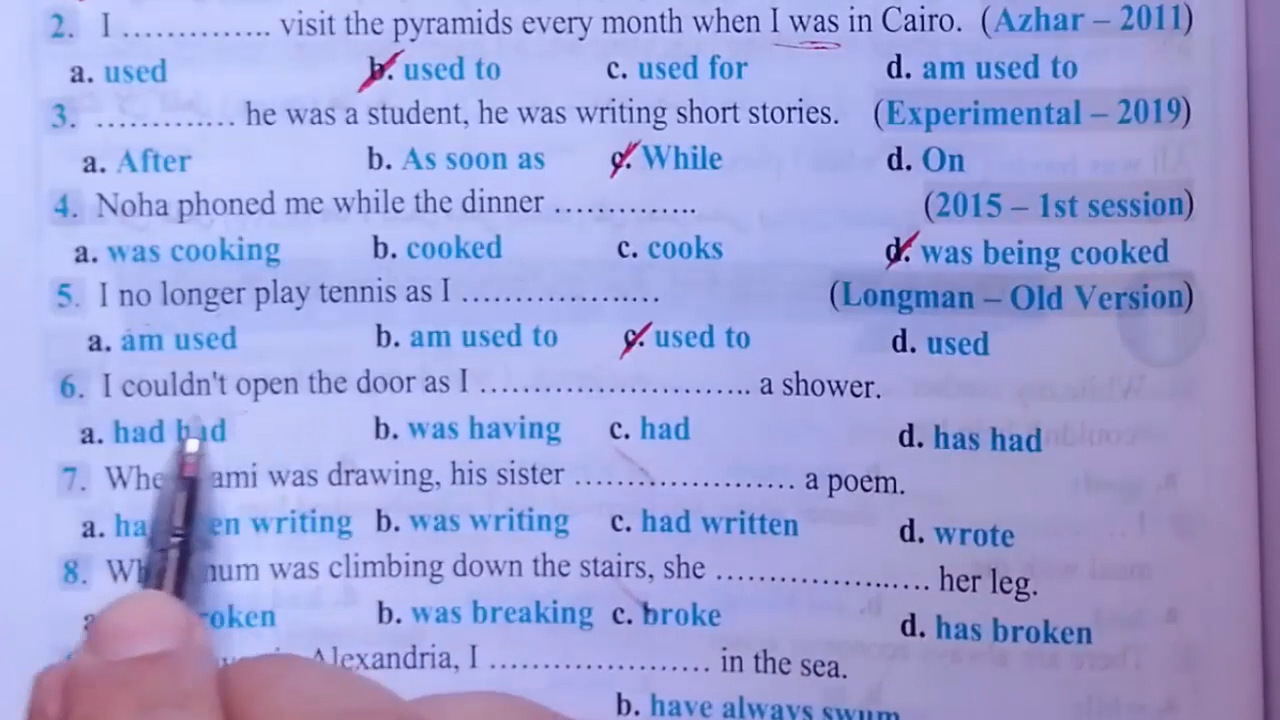 2. I .............. visit the pyramids every month when I was in Cairo. (Azhar – 2011)
a. used b. used to c. used for d. am used to
3. .............. he was a student, he was writing short stories. (Experimental – 2019)
a. After b. As soon as c. While d. On
4. Noha phoned me while the dinner .............. (2015 – 1st session)
a. was cooking b. cooked c. cooks d. was being cooked
5. I no longer play tennis as I .................... (Longman – Old Version)
a. am used b. am used to c. used to d. used
6. I couldn't open the door as I ........................... a shower.
a. had had b. was having c. had d. has had
7. ami was drawing, his sister ...................... a poem.
a. writing b. was writing c. had written d. wrote
8. mum was climbing down the stairs, she ..................... her leg.
b. was breaking c. broke d. has broken
Alexandria, I ...................... in the sea.
b. have always swum